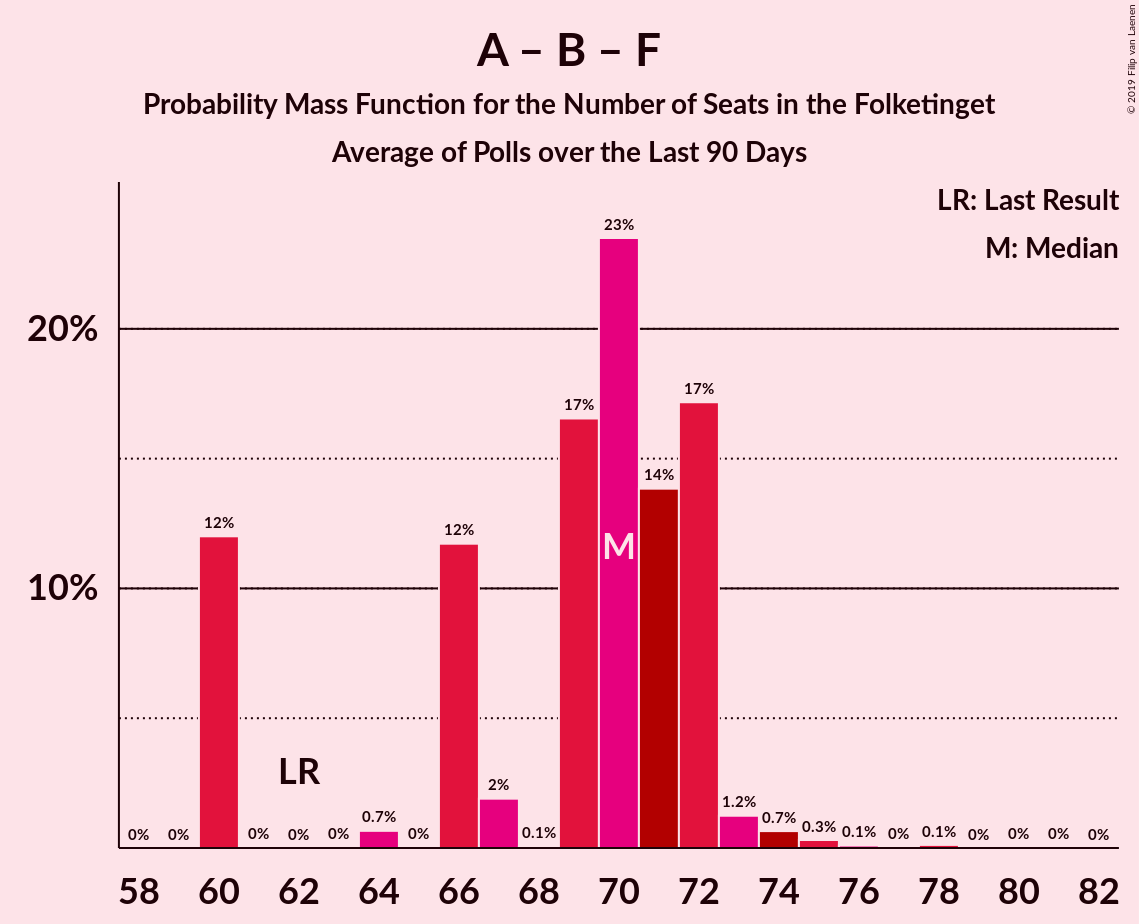 A – B – F
Probability Mass Function for the Number of Seats in the Folketinget
Average of Polls over the Last 90 Days
© 2019 Filip van Laenen
LR: Last Result
M: Median
20%
10%
0% 0% 12% 0% 0% 0% 0.7% 0% 12% 2% 0.1% 17% 23% 14% 17% 1.2% 0.7% 0.3% 0.1% 0% 0.1% 0% 0% 0% 0%
LR
M
58 60 62 64 66 68 70 72 74 76 78 80 82